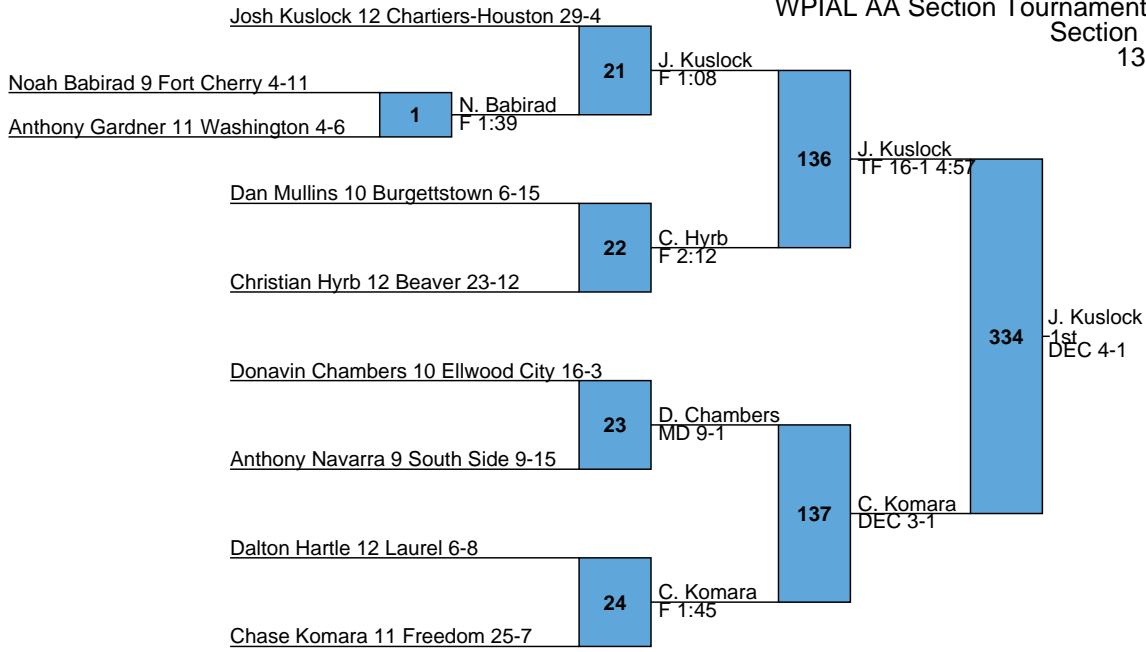 WPIAL AA Section Tournament
Section
13
Josh Kuslock 12 Chartiers-Houston 29-4
21
J. Kuslock
F 1:08
Noah Babirad 9 Fort Cherry 4-11
1
N. Babirad
F 1:39
Anthony Gardner 11 Washington 4-6
136
J. Kuslock
TF 16-1 4:57
Dan Mullins 10 Burgettstown 6-15
22
C. Hyrb
F 2:12
Christian Hyrb 12 Beaver 23-12
334
J. Kuslock
1st
DEC 4-1
Donavin Chambers 10 Ellwood City 16-3
23
D. Chambers
MD 9-1
Anthony Navarra 9 South Side 9-15
137
C. Komara
DEC 3-1
Dalton Hartle 12 Laurel 6-8
24
C. Komara
F 1:45
Chase Komara 11 Freedom 25-7